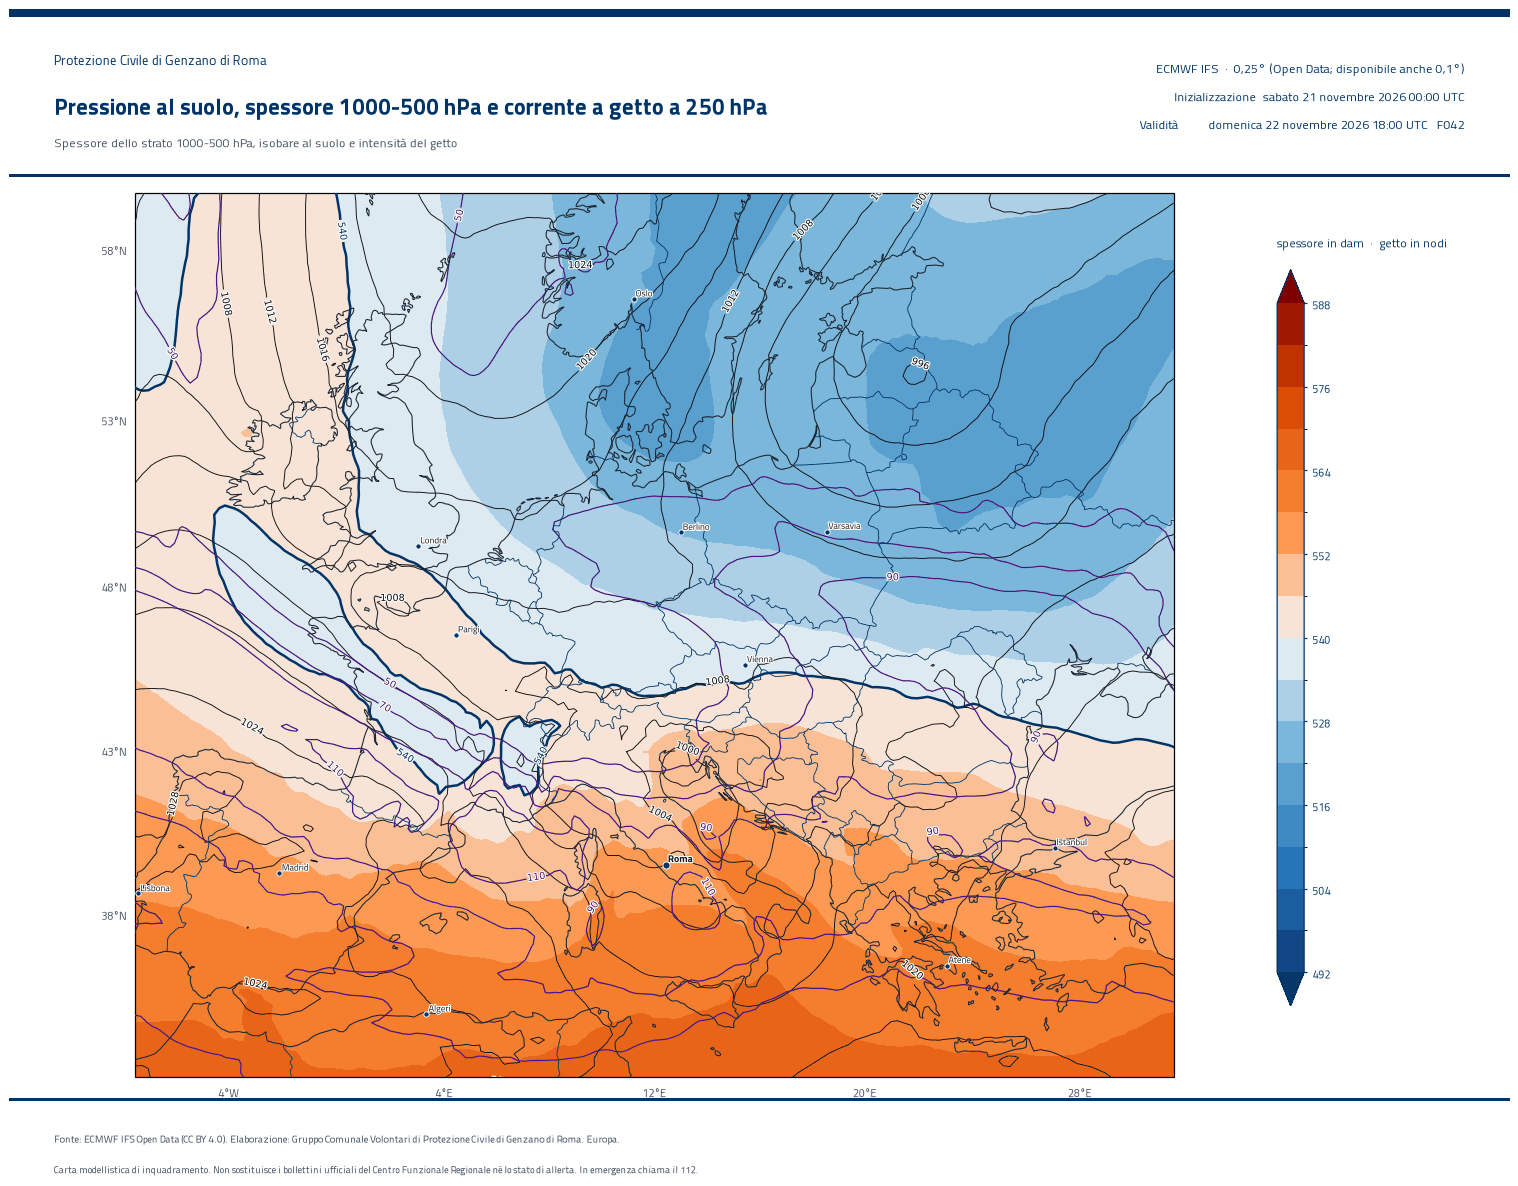 Protezione Civile di Genzano di Roma
Pressione al suolo, spessore 1000-500 hPa e corrente a getto a 250 hPa
Spessore dello strato 1000-500 hPa, isobare al suolo e intensità del getto
ECMWF IFS · 0,25° (Open Data; disponibile anche 0,1°)
Inizializzazione sabato 21 novembre 2026 00:00 UTC
Validità domenica 22 novembre 2026 18:00 UTC F042
spessore in dam · getto in nodi
588
576
564
552
540
528
516
504
492
58°N
53°N
48°N
43°N
38°N
4°W
4°E
12°E
20°E
28°E
50
540
1008
1024
1008
1012
1016
1012
50
1020
996
Oslo
Berlino
Varsavia
Londra
90
1008
Parigi
Vienna
1008
50
70
1024
540
540
1000
90
110
1028
1004
90
90
Istanbul
Roma
Madrid
110
110
Lisbona
90
Atene
1020
1024
Algeri
Fonte: ECMWF IFS Open Data (CC BY 4.0). Elaborazione: Gruppo Comunale Volontari di Protezione Civile di Genzano di Roma. Europa.
Carta modellistica di inquadramento. Non sostituisce i bollettini ufficiali del Centro Funzionale Regionale né lo stato di allerta. In emergenza chiama il 112.